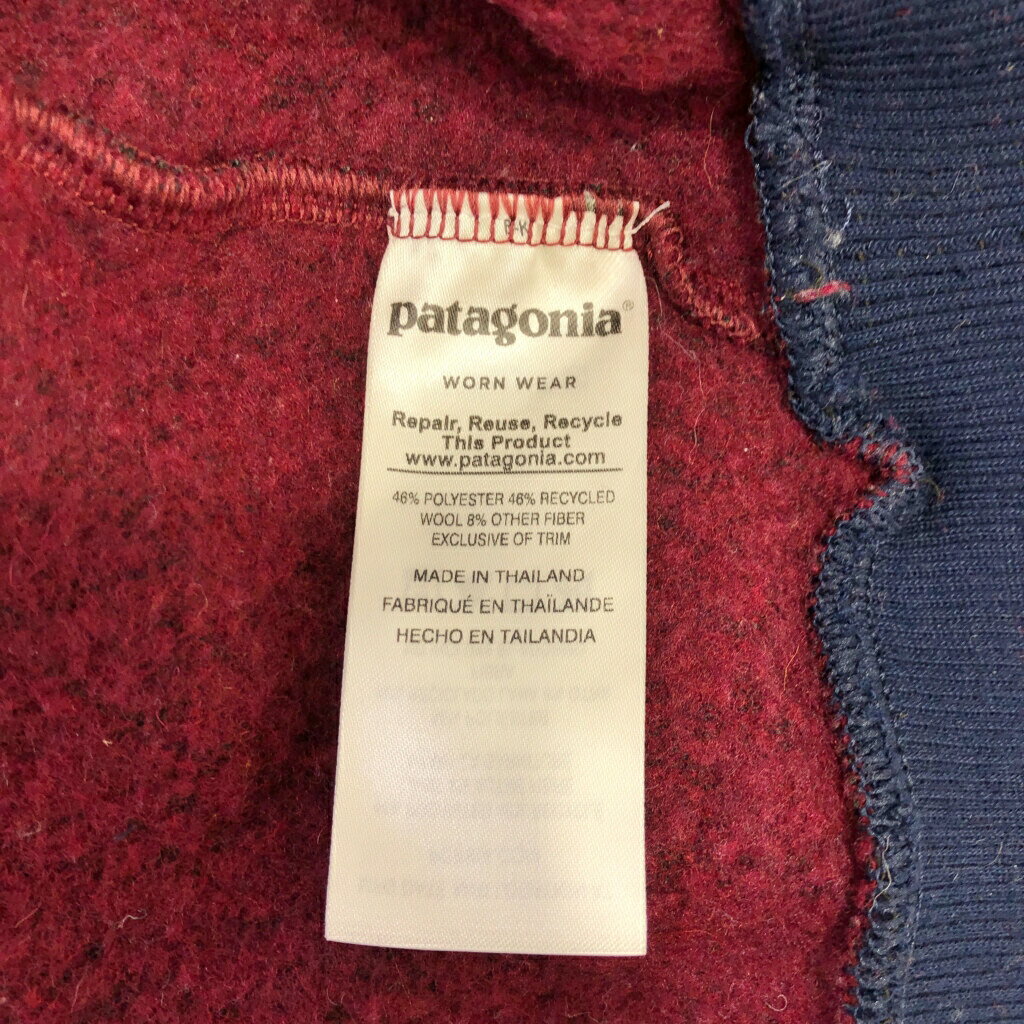 patagonia®
WORN WEAR
Repair, Reuse, Recycle
This Product
www.patagonia.com
46% POLYESTER 46% RECYCLED
WOOL 8% OTHER FIBER
EXCLUSIVE OF TRIM
MADE IN THAILAND
FABRIQUÉ EN THAÏLANDE
HECHO EN TAILANDIA